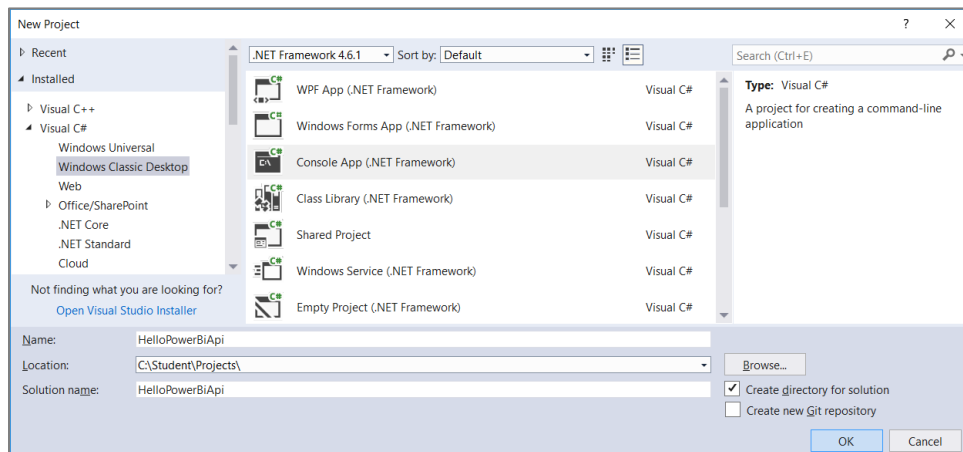 New Project
? ×
Recent
Installed
Visual C++
Visual C#
Windows Universal
Windows Classic Desktop
Web
Office/SharePoint
.NET Core
.NET Standard
Cloud
Not finding what you are looking for?
Open Visual Studio Installer
.NET Framework 4.6.1 Sort by: Default
C# WPF App (.NET Framework) Visual C#
C# Windows Forms App (.NET Framework) Visual C#
C# C:\ Console App (.NET Framework) Visual C#
C# Class Library (.NET Framework) Visual C#
C# Shared Project Visual C#
C# Windows Service (.NET Framework) Visual C#
C# Empty Project (.NET Framework) Visual C#
Search (Ctrl+E)
Type: Visual C#
A project for creating a command-line
application
Name: HelloPowerBiApi
Location: C:\Student\Projects\ Browse...
Solution name: HelloPowerBiApi
Create directory for solution
Create new Git repository
OK Cancel